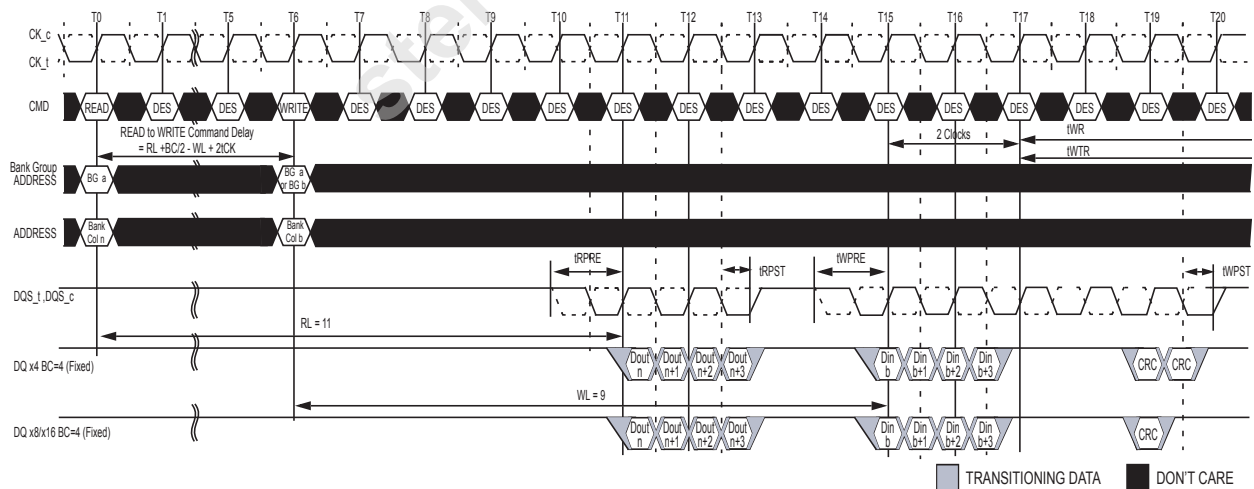 T0 T1 T5 T6 T7 T8 T9 T10 T11 T12 T13 T14 T15 T16 T17 T18 T19 T20
CK_c
CK_t
CMD READ DES DES WRITE DES DES DES DES DES DES DES DES DES DES DES DES DES DES
READ to WRITE Command Delay
= RL +BC/2 - WL + 2tCK
2 Clocks
tWR
tWTR
Bank Group
ADDRESS
BG a
BG a
or BG b
ADDRESS
Bank
Col n
Bank
Col b
tRPRE tRPST tWPRE tWPST
DQS_t ,DQS_c
RL = 11
DQ x4 BC=4 (Fixed)
Dout Dout Dout Dout Din Din Din Din
n n+1 n+2 n+3 b b+1 b+2 b+3
CRC CRC
WL = 9
DQ x8/x16 BC=4 (Fixed)
Dout Dout Dout Dout Din Din Din Din
n n+1 n+2 n+3 b b+1 b+2 b+3
CRC
TRANSITIONING DATA DON'T CARE